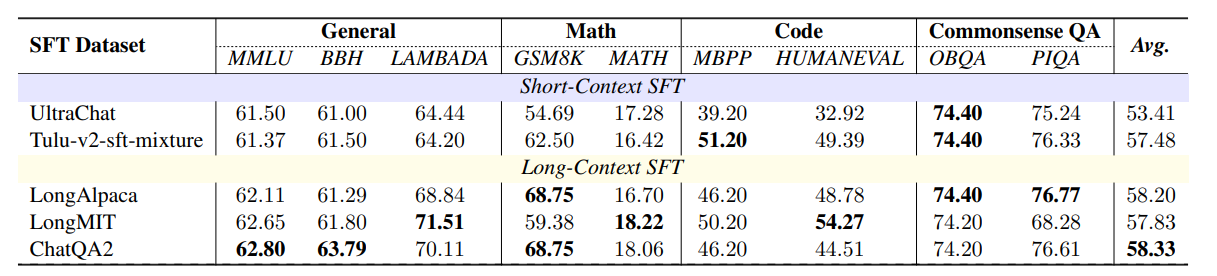 SFT Dataset General Math Code Commonsense QA Avg.
MMLU BBH LAMBADA GSM8K MATH MBPP HUMANEVAL OBQA PIQA
Short-Context SFT
UltraChat 61.50 61.00 64.44 54.69 17.28 39.20 32.92 74.40 75.24 53.41
Tulu-v2-sft-mixture 61.37 61.50 64.20 62.50 16.42 51.20 49.39 74.40 76.33 57.48
Long-Context SFT
LongAlpaca 62.11 61.29 68.84 68.75 16.70 46.20 48.78 74.40 76.77 58.20
LongMIT 62.65 61.80 71.51 59.38 18.22 50.20 54.27 74.20 68.28 57.83
ChatQA2 62.80 63.79 70.11 68.75 18.06 46.20 44.51 74.20 76.61 58.33